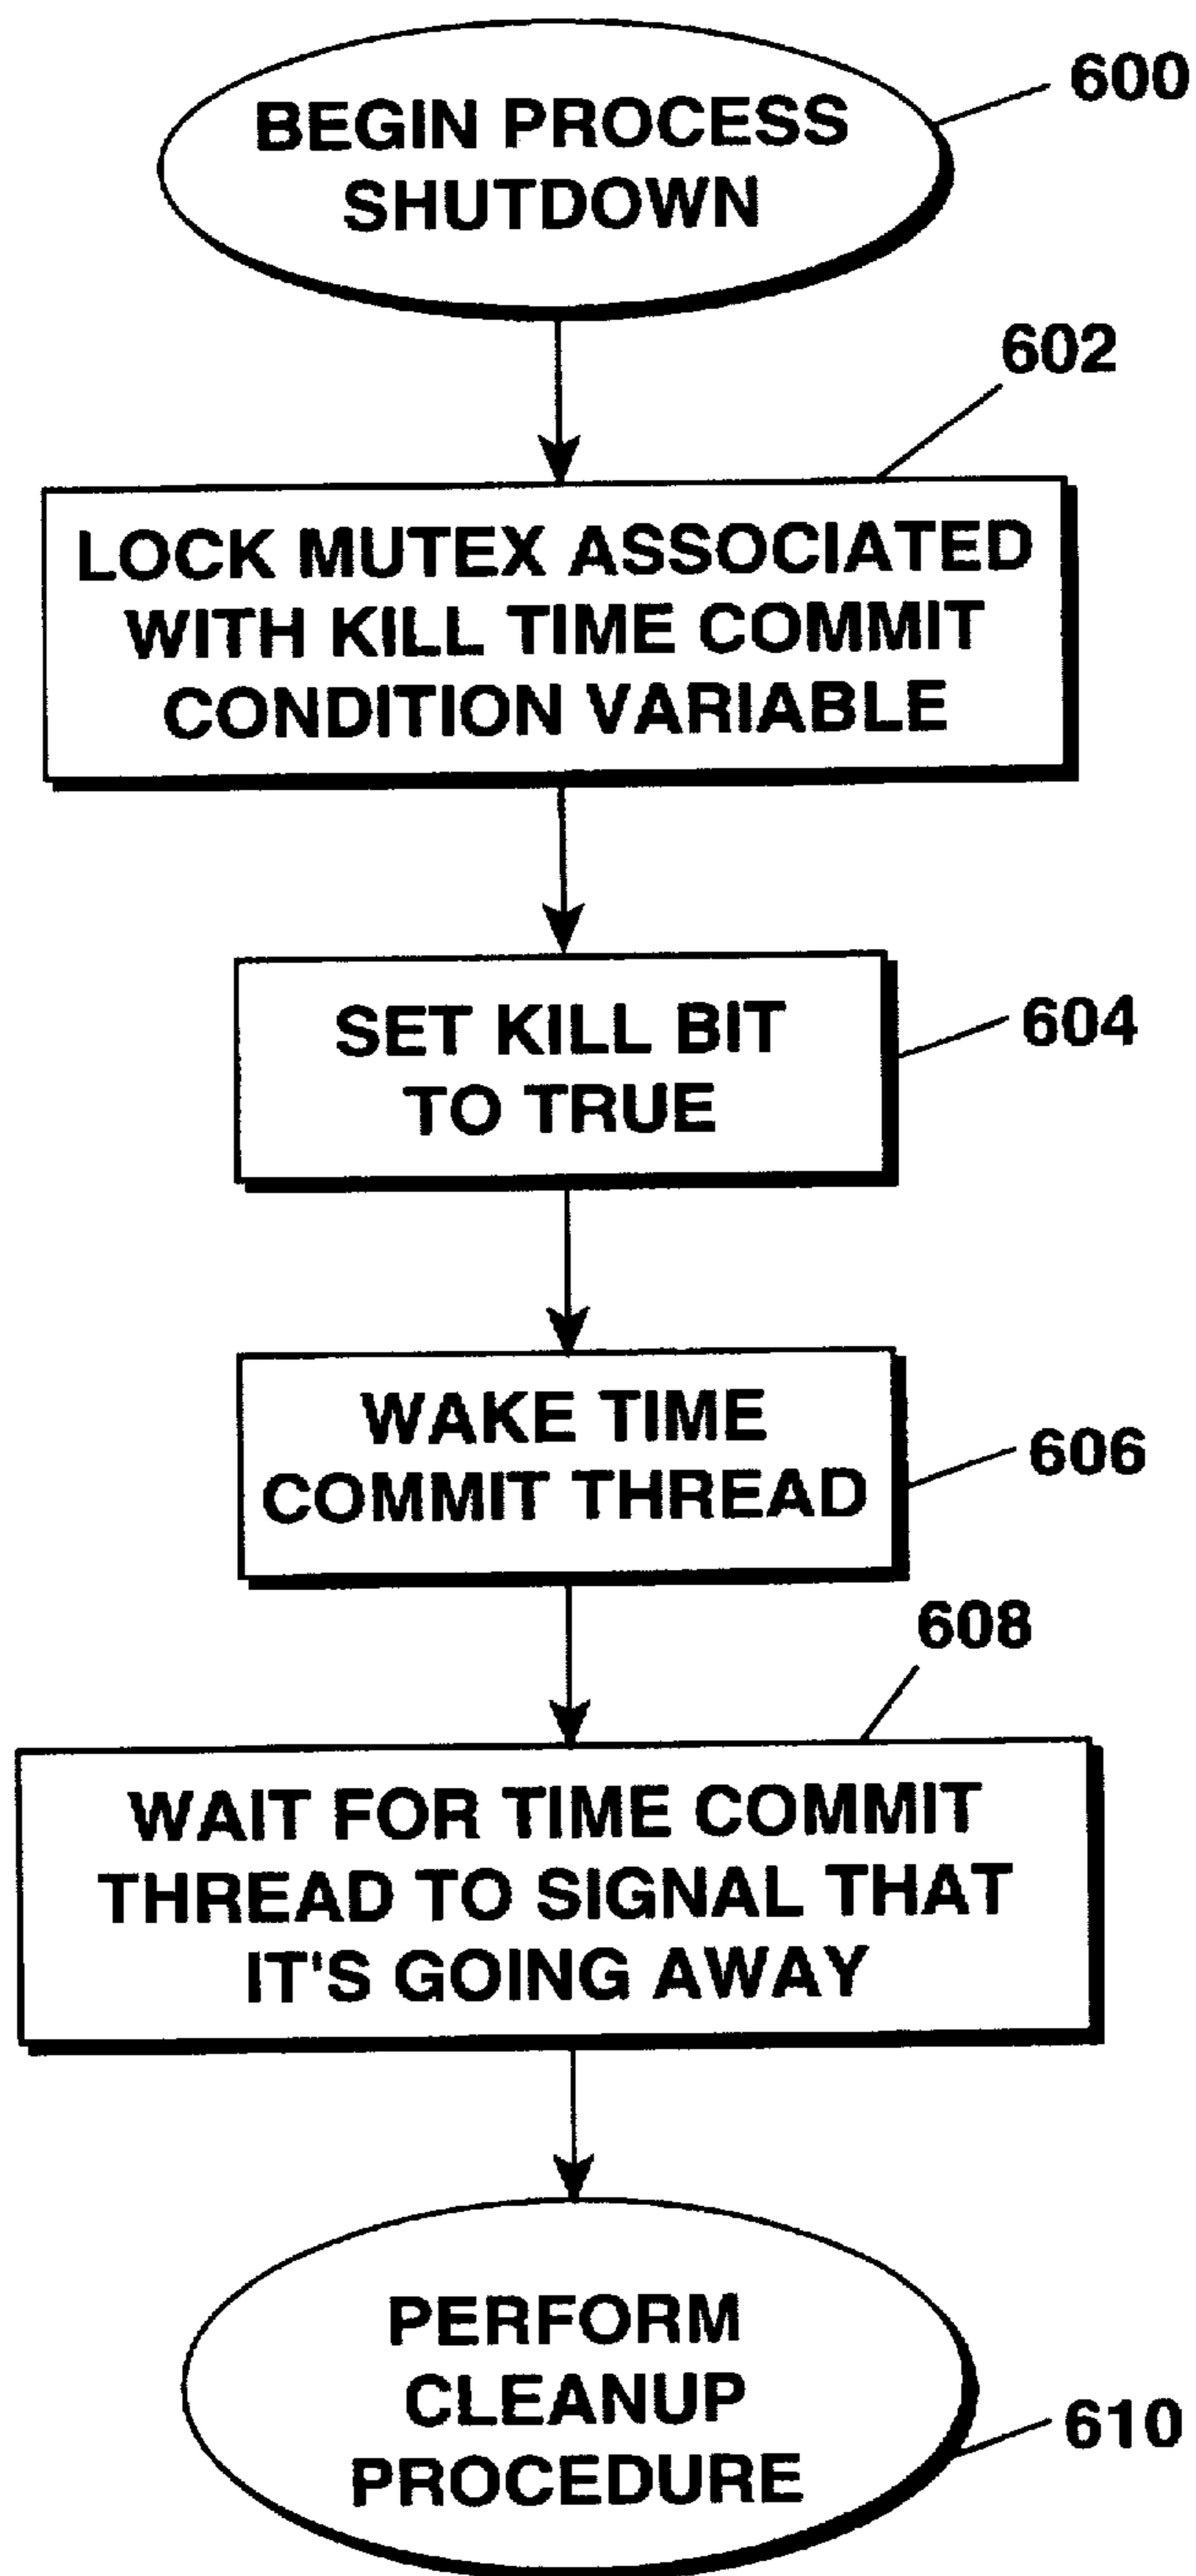 BEGIN PROCESS
SHUTDOWN
600
602
LOCK MUTEX ASSOCIATED
WITH KILL TIME COMMIT
CONDITION VARIABLE
SET KILL BIT
TO TRUE
604
WAKE TIME
COMMIT THREAD
606
608
WAIT FOR TIME COMMIT
THREAD TO SIGNAL THAT
IT'S GOING AWAY
PERFORM
CLEANUP
PROCEDURE
610